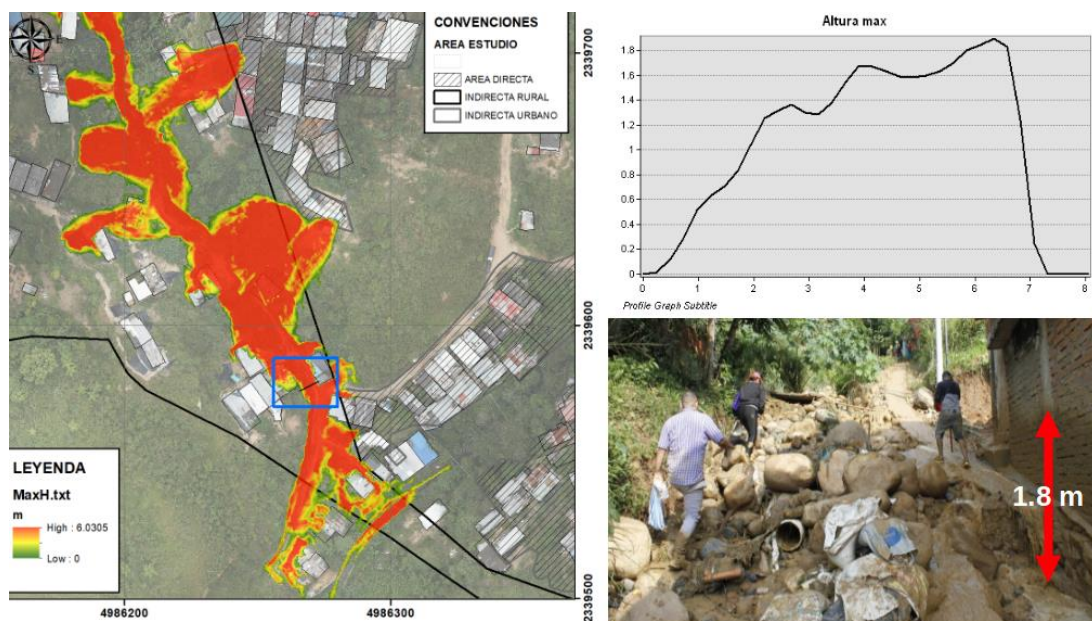 CONVENCIONES
AREA ESTUDIO
AREA DIRECTA
INDIRECTA RURAL
INDIRECTA URBANO
E
S
2339700
2339600
2339500
LEYENDA
MaxH.txt
m
High : 6.0305
Low : 0
4986200
4986300
Altura max
1.8
1.6
1.4
1.2
1
0.8
0.6
0.4
0.2
0
0 1 2 3 4 5 6 7 8
Profile Graph Subtitle
1.8 m